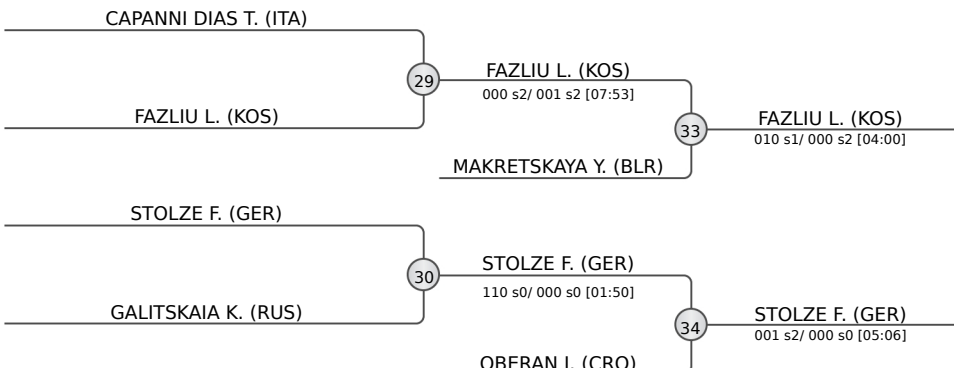 CAPANNI DIAS T. (ITA)
29
FAZLIU L. (KOS)
FAZLIU L. (KOS)
000 s2/ 001 s2 [07:53]
33
MAKRETSKAYA Y. (BLR)
FAZLIU L. (KOS)
010 s1/ 000 s2 [04:00]
STOLZE F. (GER)
30
GALITSKAIA K. (RUS)
STOLZE F. (GER)
110 s0/ 000 s0 [01:50]
34
OBERAN I. (CRO)
STOLZE F. (GER)
001 s2/ 000 s0 [05:06]